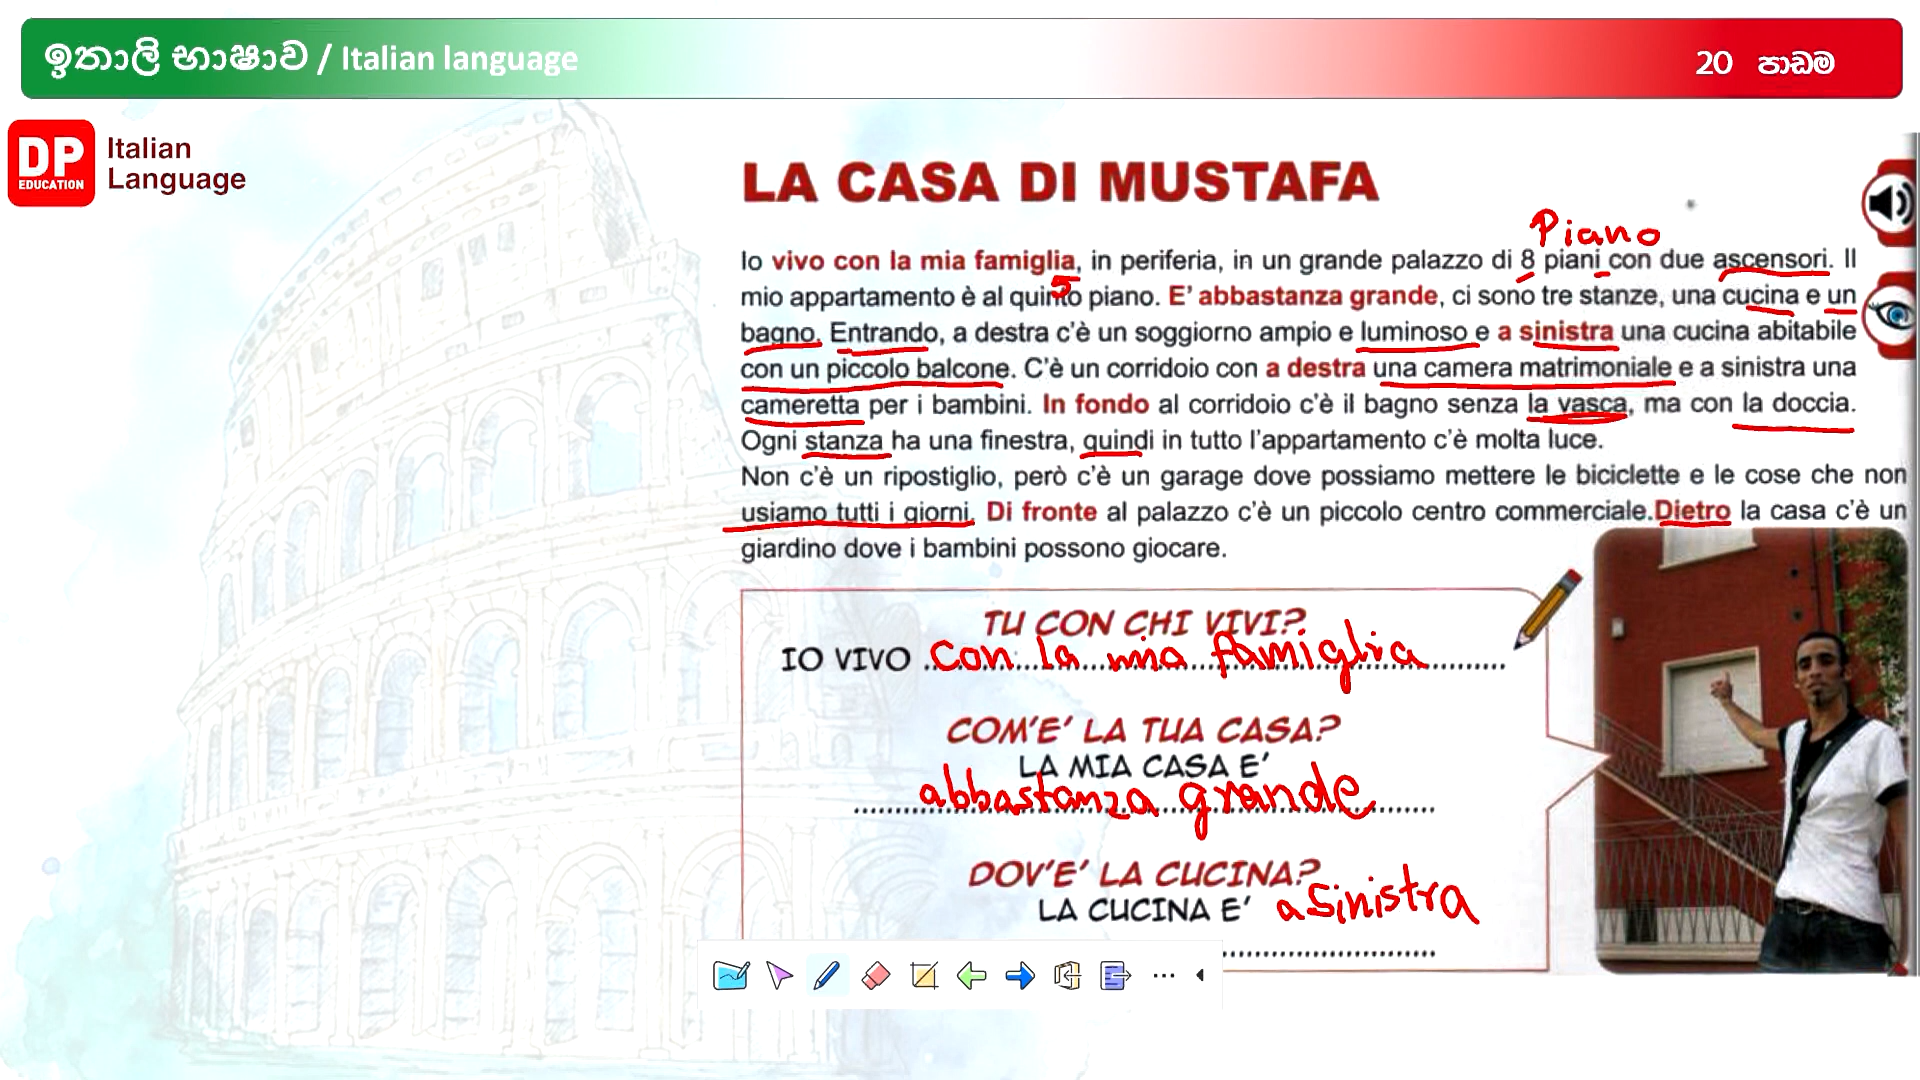 ඉතාලි භාෂාව / Italian language
20 පාඩම
DP
EDUCATION
Italian
Language
LA CASA DI MUSTAFA
Piano
Io vivo con la mia famiglia, in periferia, in un grande palazzo di 8 piani con due ascensori. Il
5
mio appartamento è al quinto piano. E' abbastanza grande, ci sono tre stanze, una cucina e un
bagno. Entrando, a destra c'è un soggiorno ampio e luminoso e a sinistra una cucina abitabile
con un piccolo balcone. C'è un corridoio con a destra una camera matrimoniale e a sinistra una
cameretta per i bambini. In fondo al corridoio c'è il bagno senza la vasca, ma con la doccia.
Ogni stanza ha una finestra, quindi in tutto l'appartamento c'è molta luce.
Non c'è un ripostiglio, però c'è un garage dove possiamo mettere le biciclette e le cose che non
usiamo tutti i giorni. Di fronte al palazzo c'è un piccolo centro commerciale.Dietro la casa c'è un
giardino dove i bambini possono giocare.
TU CON CHI VIVI?
IO VIVO con la mia famiglia
COM'E' LA TUA CASA?
LA MIA CASA E'
abbastanza grande
DOV'E' LA CUCINA?
LA CUCINA E' a sinistra